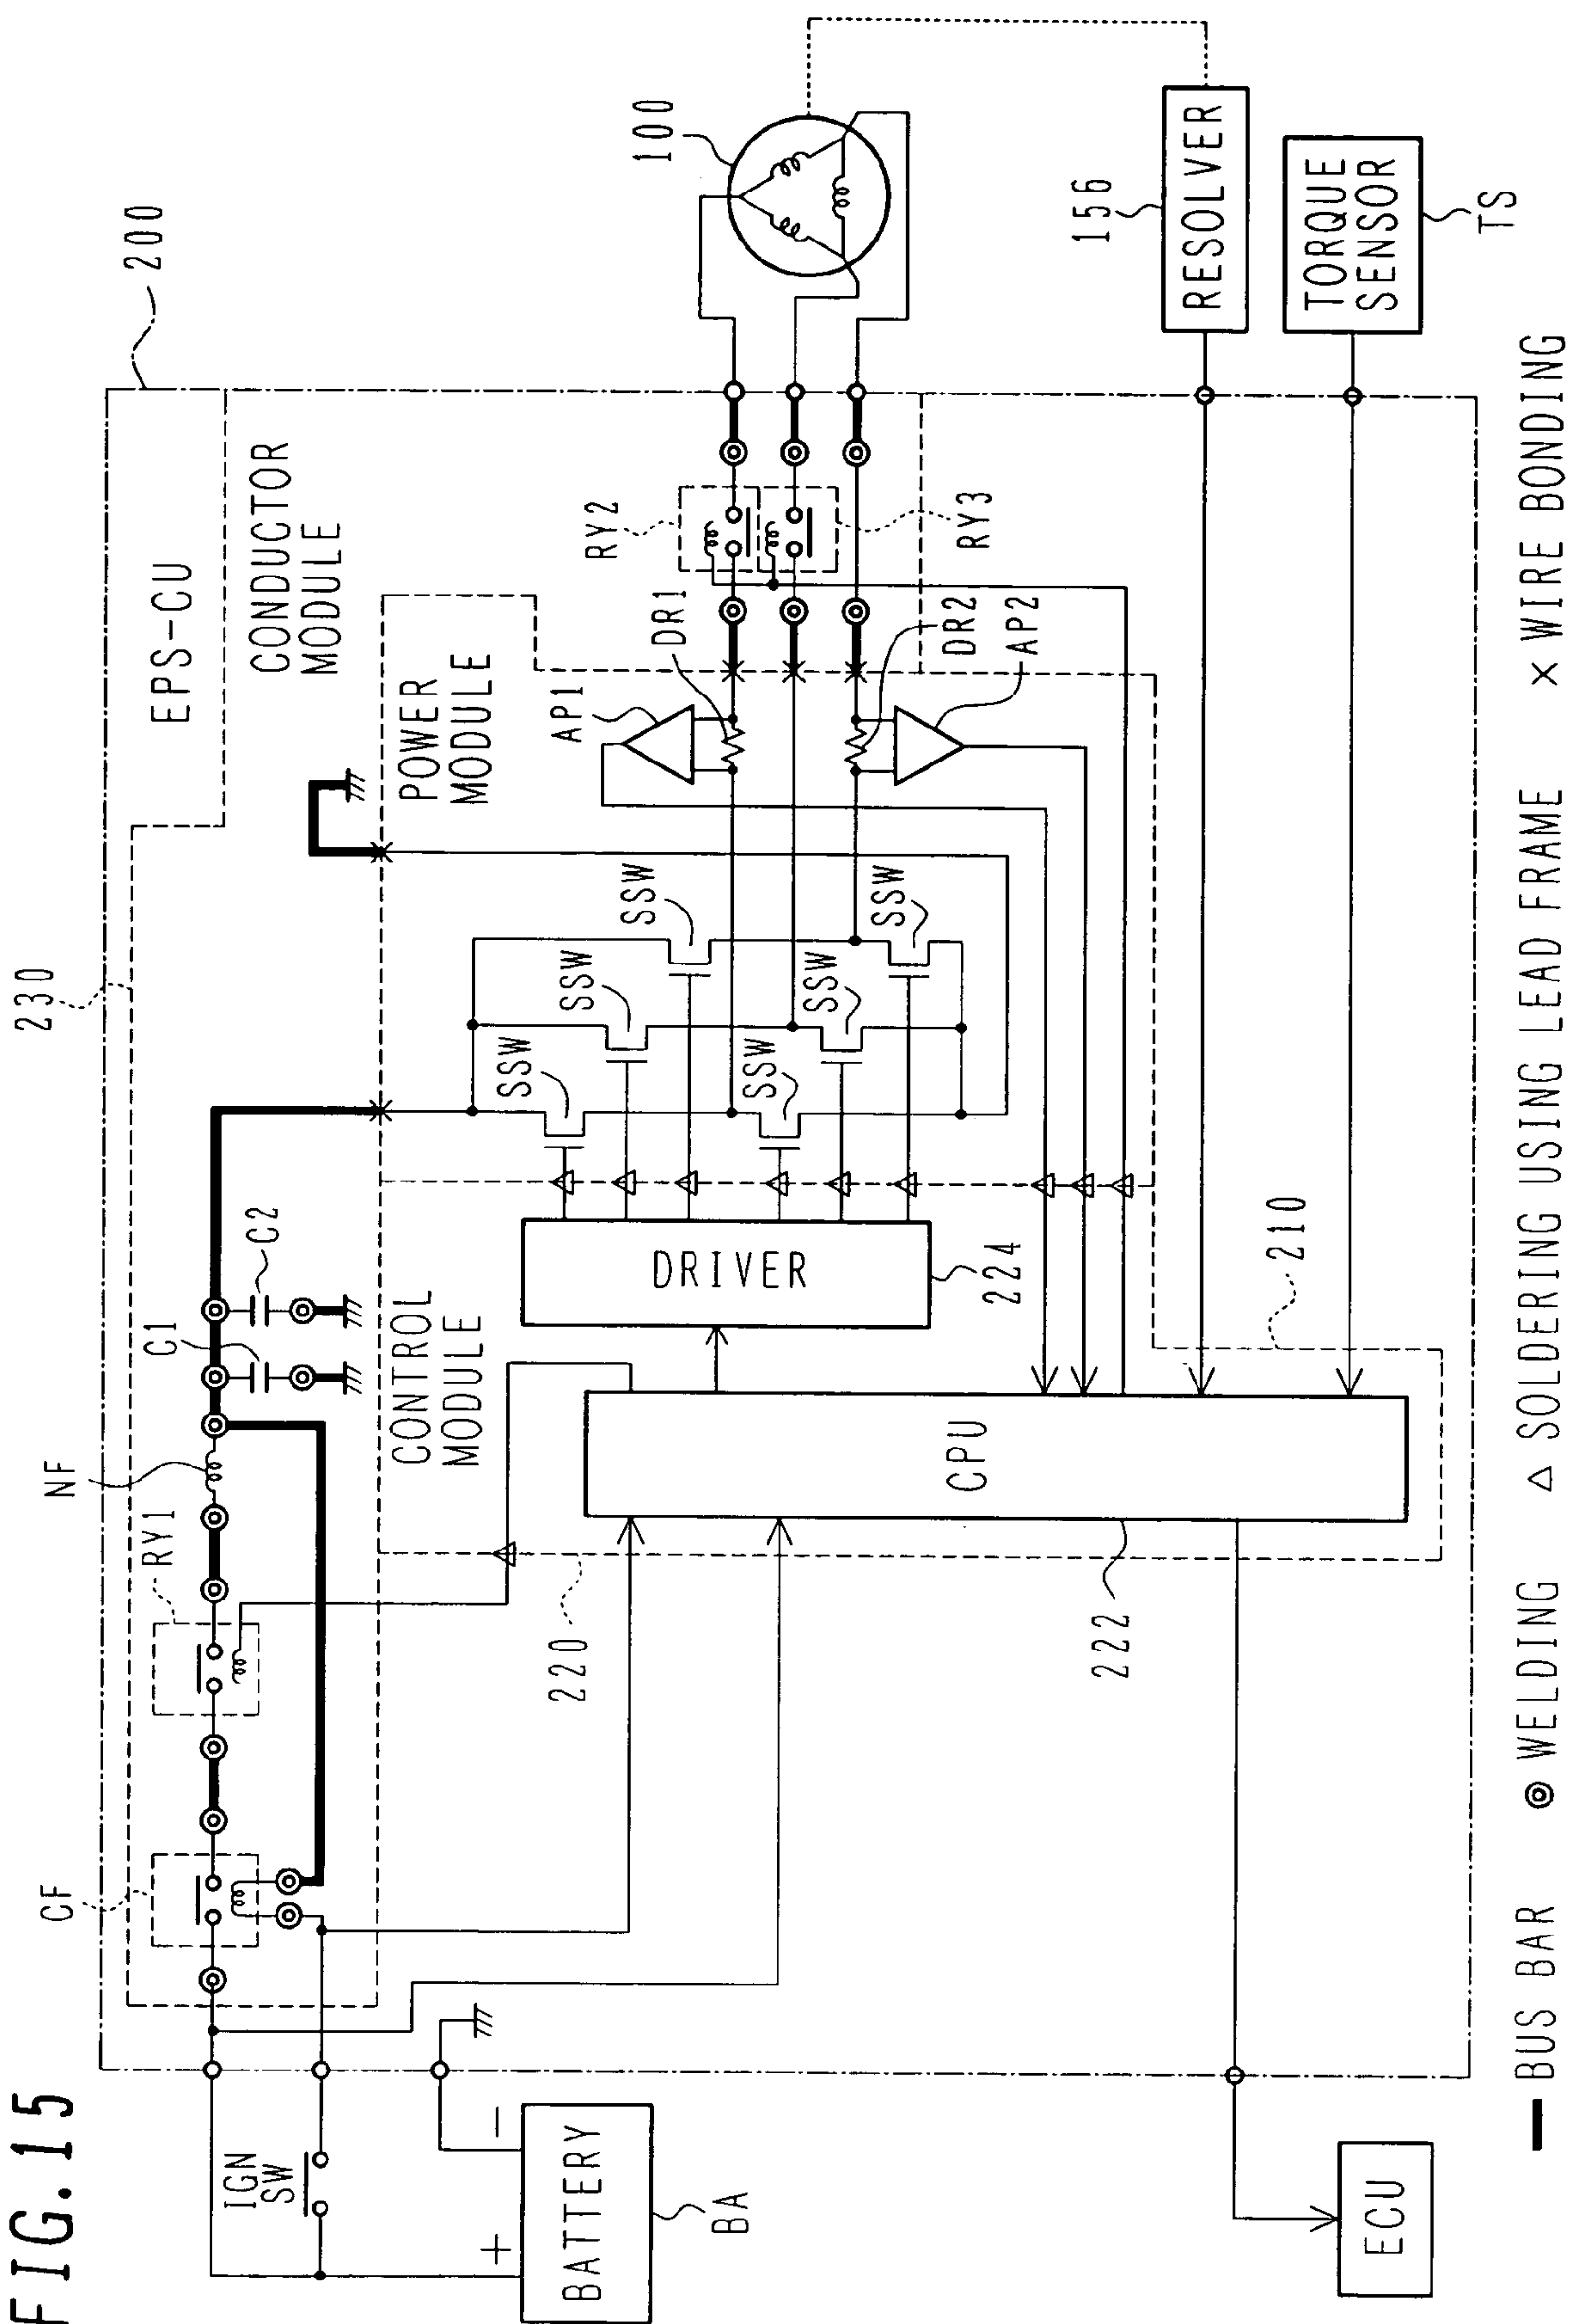 FIG.15
230
200
EPS-CU
CONDUCTOR
MODULE
CF
RY1
NF
C1
C2
IGN
SW
+
−
BATTERY
BA
ECU
CONTROL
MODULE
220
CPU
222
DRIVER
224
210
POWER
MODULE
SSW
SSW
SSW
SSW
SSW
SSW
AP1
DR1
DR2
AP2
RY2
RY3
100
156
RESOLVER
TORQUE
SENSOR
TS
BUS BAR
WELDING
SOLDERING USING LEAD FRAME
WIRE BONDING